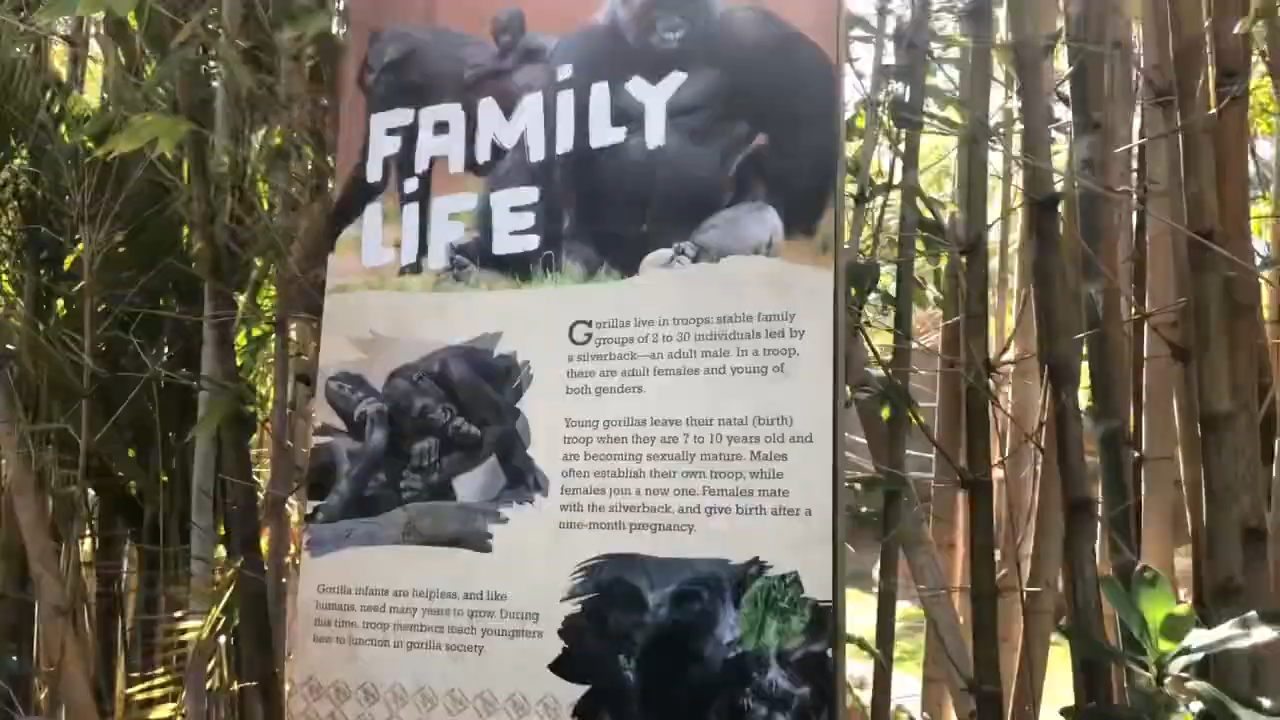 FAMiLY
LiFE
Gorillas live in troops: stable family
groups of 2 to 30 individuals led by
a silverback—an adult male. In a troop,
there are adult females and young of
both genders.
Young gorillas leave their natal (birth)
troop when they are 7 to 10 years old and
are becoming sexually mature. Males
often establish their own troop, while
females join a new one. Females mate
with the silverback, and give birth after a
nine-month pregnancy.
Gorilla infants are helpless, and like
humans, need many years to grow. During
this time, troop members teach youngsters
how to function in gorilla society.